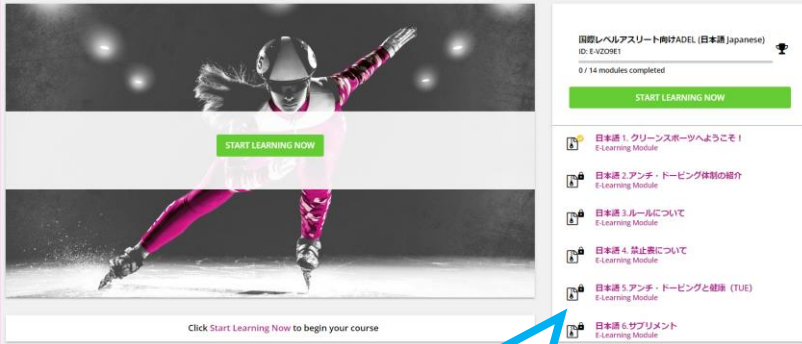 START LEARNING NOW
Click Start Learning Now to begin your course
国際レベルアスリート向けADEL (日本語 Japanese)
ID: E-VZO9E1
0 / 14 modules completed
START LEARNING NOW
日本語 1. グリーンスポーツへようこそ！
E-Learning Module
日本語 2.アンチ・ドーピング体制の紹介
E-Learning Module
日本語 3.ルールについて
E-Learning Module
日本語 4. 禁止表について
E-Learning Module
日本語 5.アンチ・ドーピングと健康（TUE）
E-Learning Module
日本語 6.サプリメント
E-Learning Module